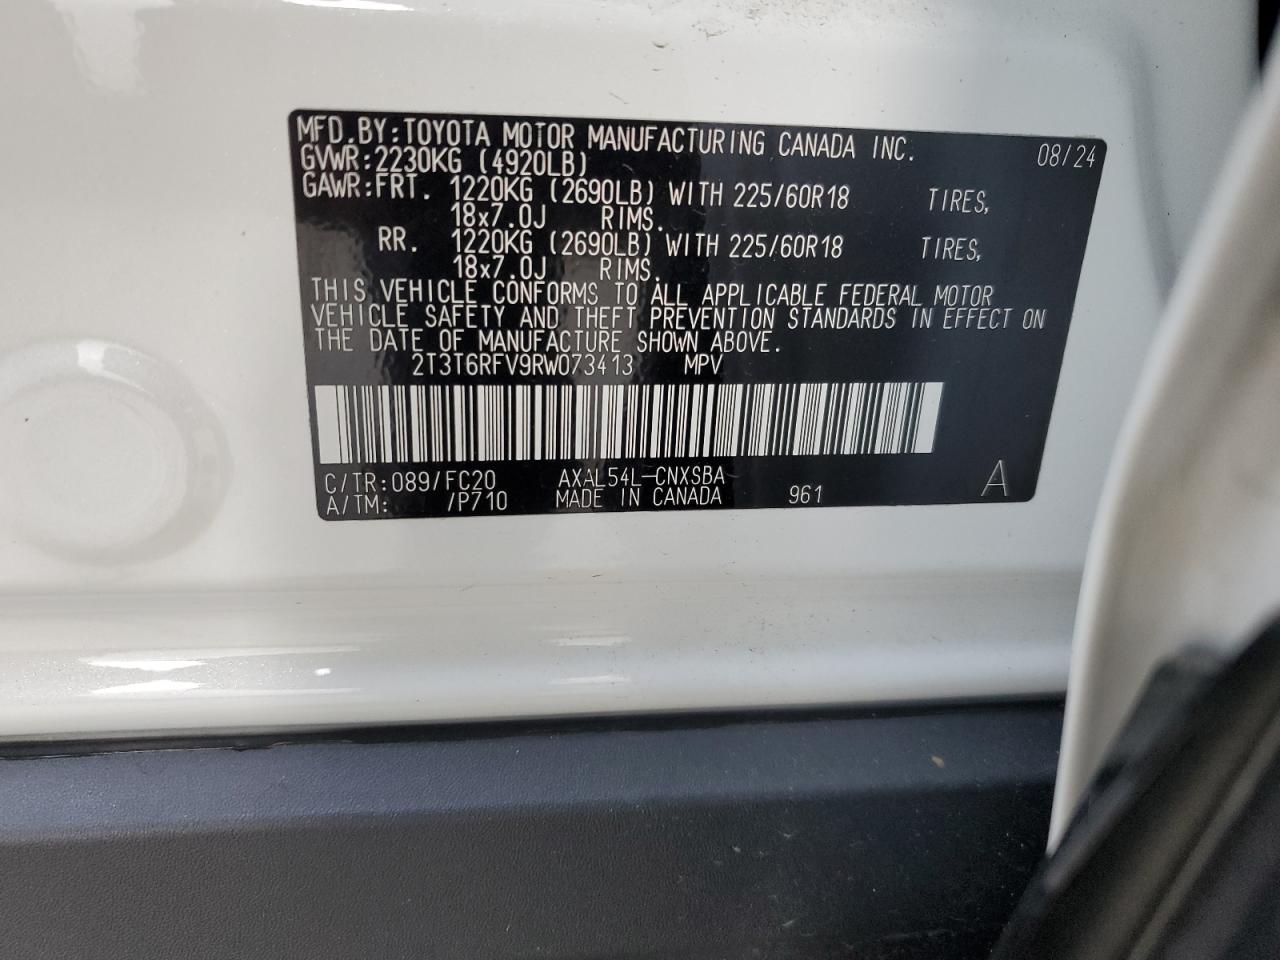 MFD.BY:TOYOTA MOTOR MANUFACTURING CANADA INC. 08/24
GVWR:2230KG (4920LB)
GAWR:FRT. 1220KG (2690LB) WITH 225/60R18 TIRES,
18x7.0J RIMS.
RR. 1220KG (2690LB) WITH 225/60R18 TIRES,
18x7.0J RIMS.
THIS VEHICLE CONFORMS TO ALL APPLICABLE FEDERAL MOTOR
VEHICLE SAFETY AND THEFT PREVENTION STANDARDS IN EFFECT ON
THE DATE OF MANUFACTURE SHOWN ABOVE.
2T3T6RFV9RW073413 MPV
C/TR:089/FC20 AXAL54L-CNXSBA
A/TM: /P710 MADE IN CANADA 961 A